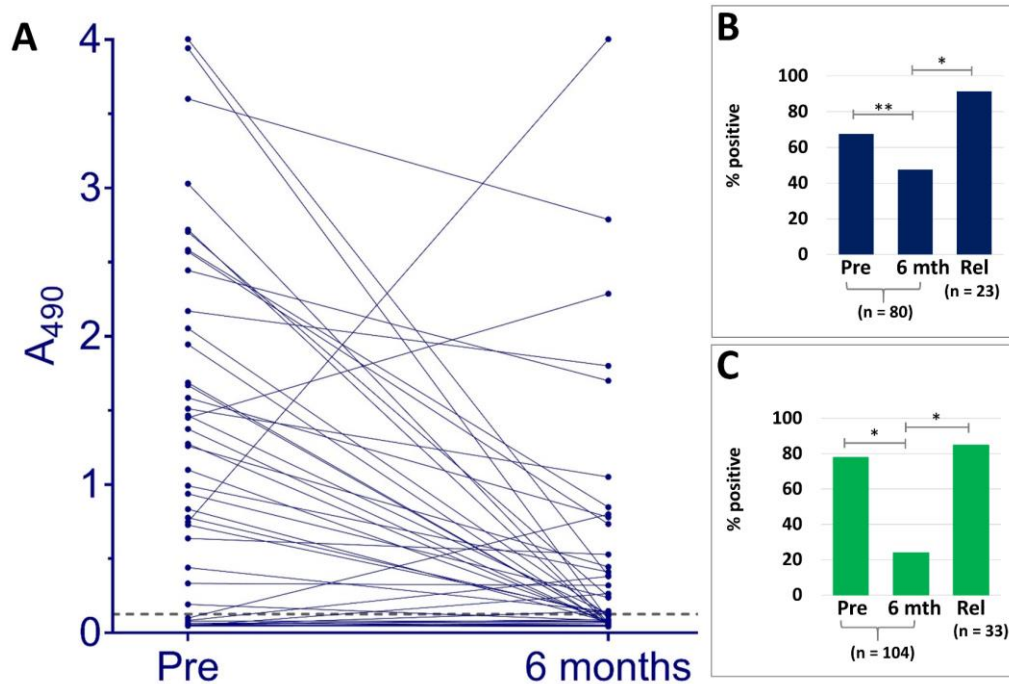 A
A490
4
3
2
1
0
Pre
6 months
B
% positive
100
80
60
40
20
0
**
*
Pre 6 mth Rel
(n = 23)
(n = 80)
C
% positive
100
80
60
40
20
0
*
*
Pre 6 mth Rel
(n = 33)
(n = 104)